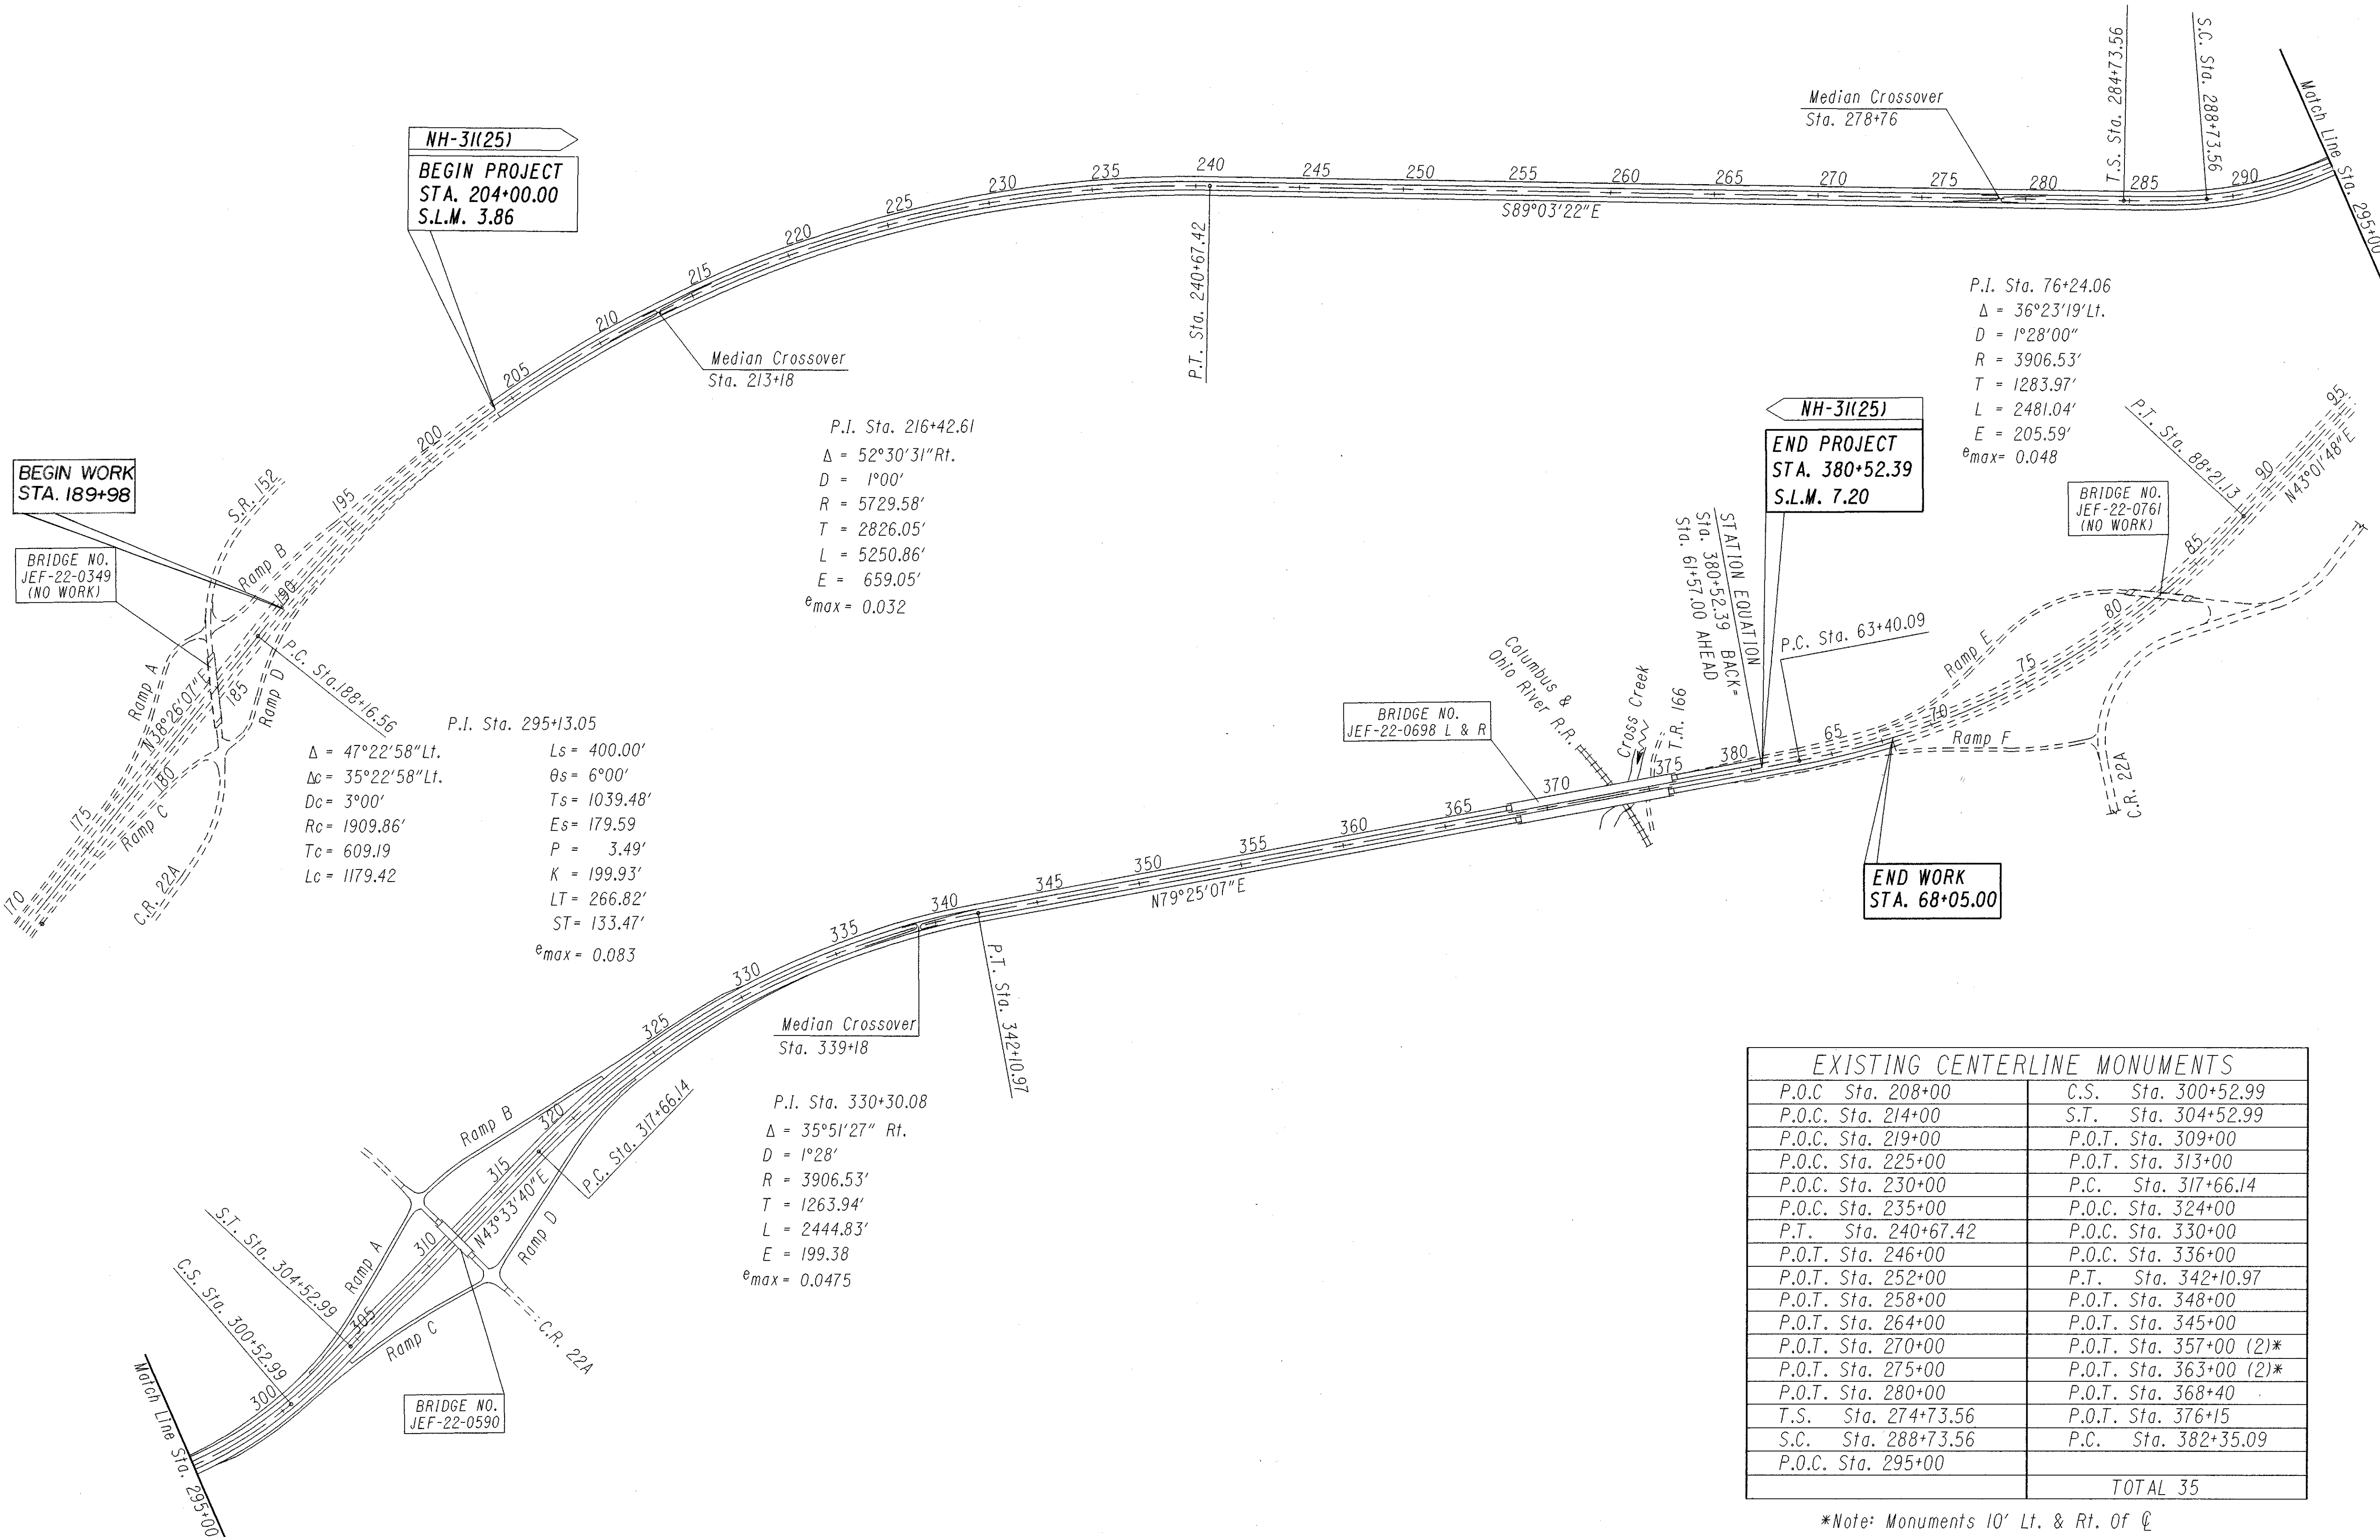 NH-31(25)
BEGIN PROJECT
STA. 204+00.00
S.L.M. 3.86
BEGIN WORK
STA. 189+98
BRIDGE NO.
JEF-22-0349
(NO WORK)
S.R. 152
Ramp A
Ramp B
Ramp C
Ramp D
C.R. 22A
N38°26'07"E
P.C. Sta.188+16.56
170
175
180
185
190
195
200
205
210
215
220
225
230
235
240
245
250
255
260
265
270
275
280
285
290
Median Crossover
Sta. 213+18
P.T. Sta. 240+67.42
S89°03'22"E
Median Crossover
Sta. 278+76
T.S. Sta. 284+73.56
S.C. Sta. 288+73.56
Match Line Sta. 295+00
P.I. Sta. 216+42.61
Δ = 52°30'31"Rt.
D = 1°00'
R = 5729.58'
T = 2826.05'
L = 5250.86'
E = 659.05'
emax = 0.032
P.I. Sta. 76+24.06
Δ = 36°23'19'Lt.
D = 1°28'00"
R = 3906.53'
T = 1283.97'
L = 2481.04'
E = 205.59'
emax= 0.048
NH-31(25)
END PROJECT
STA. 380+52.39
S.L.M. 7.20
P.T. Sta. 88+21.13
N43°01'48"E
BRIDGE NO.
JEF-22-0761
(NO WORK)
STATION EQUATION
Sta. 380+52.39 BACK=
Sta. 61+57.00 AHEAD
P.C. Sta. 63+40.09
Ramp E
Ramp F
C.R. 22A
65
70
75
80
85
90
95
P.I. Sta. 295+13.05
Δ = 47°22'58"Lt.
Δc = 35°22'58"Lt.
Dc= 3°00'
Rc= 1909.86'
Tc= 609.19
Lc= 1179.42
Ls= 400.00'
θs= 6°00'
Ts= 1039.48'
Es= 179.59
P = 3.49'
K = 199.93'
LT= 266.82'
ST= 133.47'
emax= 0.083
BRIDGE NO.
JEF-22-0698 L & R
Columbus &
Ohio River R.R.
Cross Creek
T.R. 166
END WORK
STA. 68+05.00
N79°25'07"E
300
305
310
315
320
325
330
335
340
345
350
355
360
365
370
375
380
P.T. Sta. 342+10.97
Median Crossover
Sta. 339+18
P.I. Sta. 330+30.08
Δ = 35°51'27" Rt.
D = 1°28'
R = 3906.53'
T = 1263.94'
L = 2444.83'
E = 199.38
emax= 0.0475
P.C. Sta. 317+66.14
N43°33'40"E
Ramp A
Ramp B
Ramp C
Ramp D
S.T. Sta. 304+52.99
C.S. Sta. 300+52.99
C.R. 22A
BRIDGE NO.
JEF-22-0590
Match Line Sta. 295+00
EXISTING CENTERLINE MONUMENTS
P.O.C Sta. 208+00 C.S. Sta. 300+52.99
P.O.C. Sta. 214+00 S.T. Sta. 304+52.99
P.O.C. Sta. 219+00 P.O.T. Sta. 309+00
P.O.C. Sta. 225+00 P.O.T. Sta. 313+00
P.O.C. Sta. 230+00 P.C. Sta. 317+66.14
P.O.C. Sta. 235+00 P.O.C. Sta. 324+00
P.T. Sta. 240+67.42 P.O.C. Sta. 330+00
P.O.T. Sta. 246+00 P.O.C. Sta. 336+00
P.O.T. Sta. 252+00 P.T. Sta. 342+10.97
P.O.T. Sta. 258+00 P.O.T. Sta. 348+00
P.O.T. Sta. 264+00 P.O.T. Sta. 345+00
P.O.T. Sta. 270+00 P.O.T. Sta. 357+00 (2)*
P.O.T. Sta. 275+00 P.O.T. Sta. 363+00 (2)*
P.O.T. Sta. 280+00 P.O.T. Sta. 368+40
T.S. Sta. 274+73.56 P.O.T. Sta. 376+15
S.C. Sta. 288+73.56 P.C. Sta. 382+35.09
P.O.C. Sta. 295+00
TOTAL 35
*Note: Monuments 10' Lt. & Rt. Of ℄